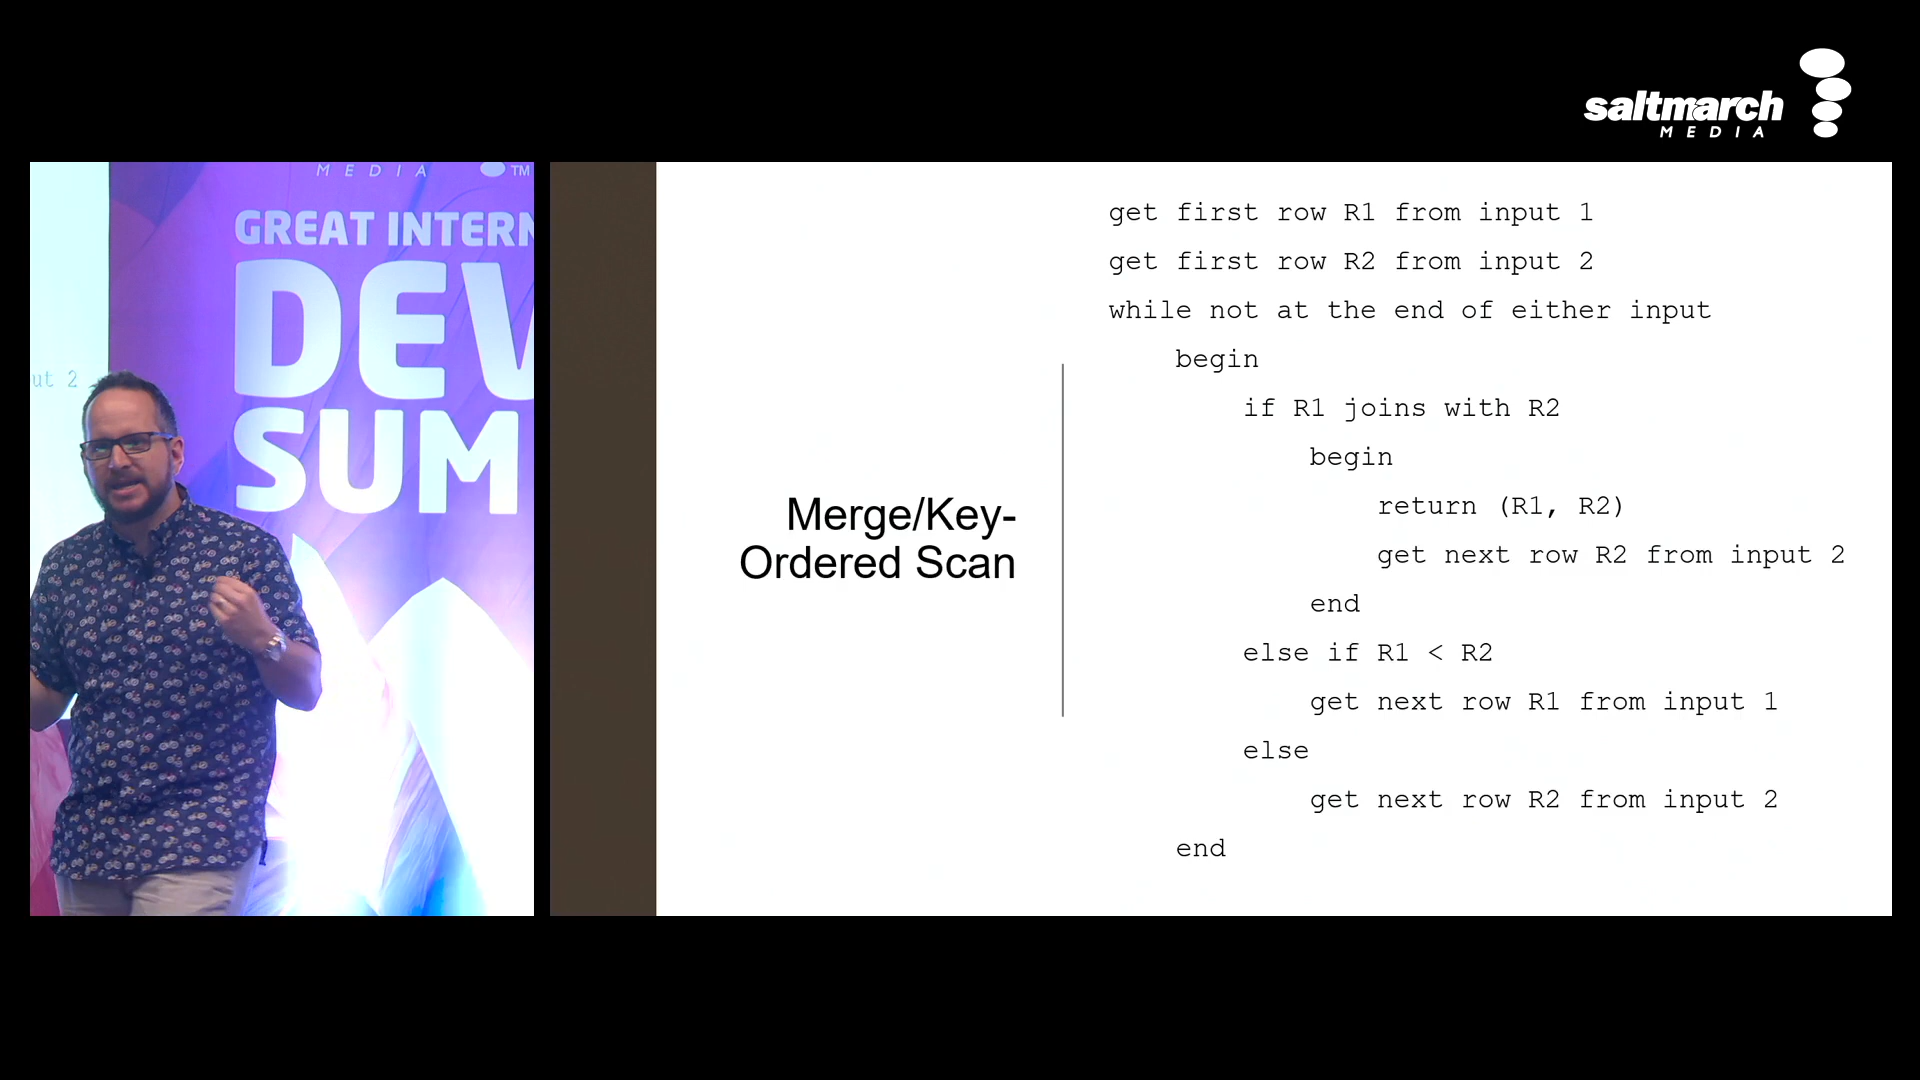 saltmarch
MEDIA
MEDIA
TM
GREAT INTERN
DEV
SUM
ut 2
Merge/Key-
Ordered Scan
get first row R1 from input 1
get first row R2 from input 2
while not at the end of either input
begin
if R1 joins with R2
begin
return (R1, R2)
get next row R2 from input 2
end
else if R1 < R2
get next row R1 from input 1
else
get next row R2 from input 2
end